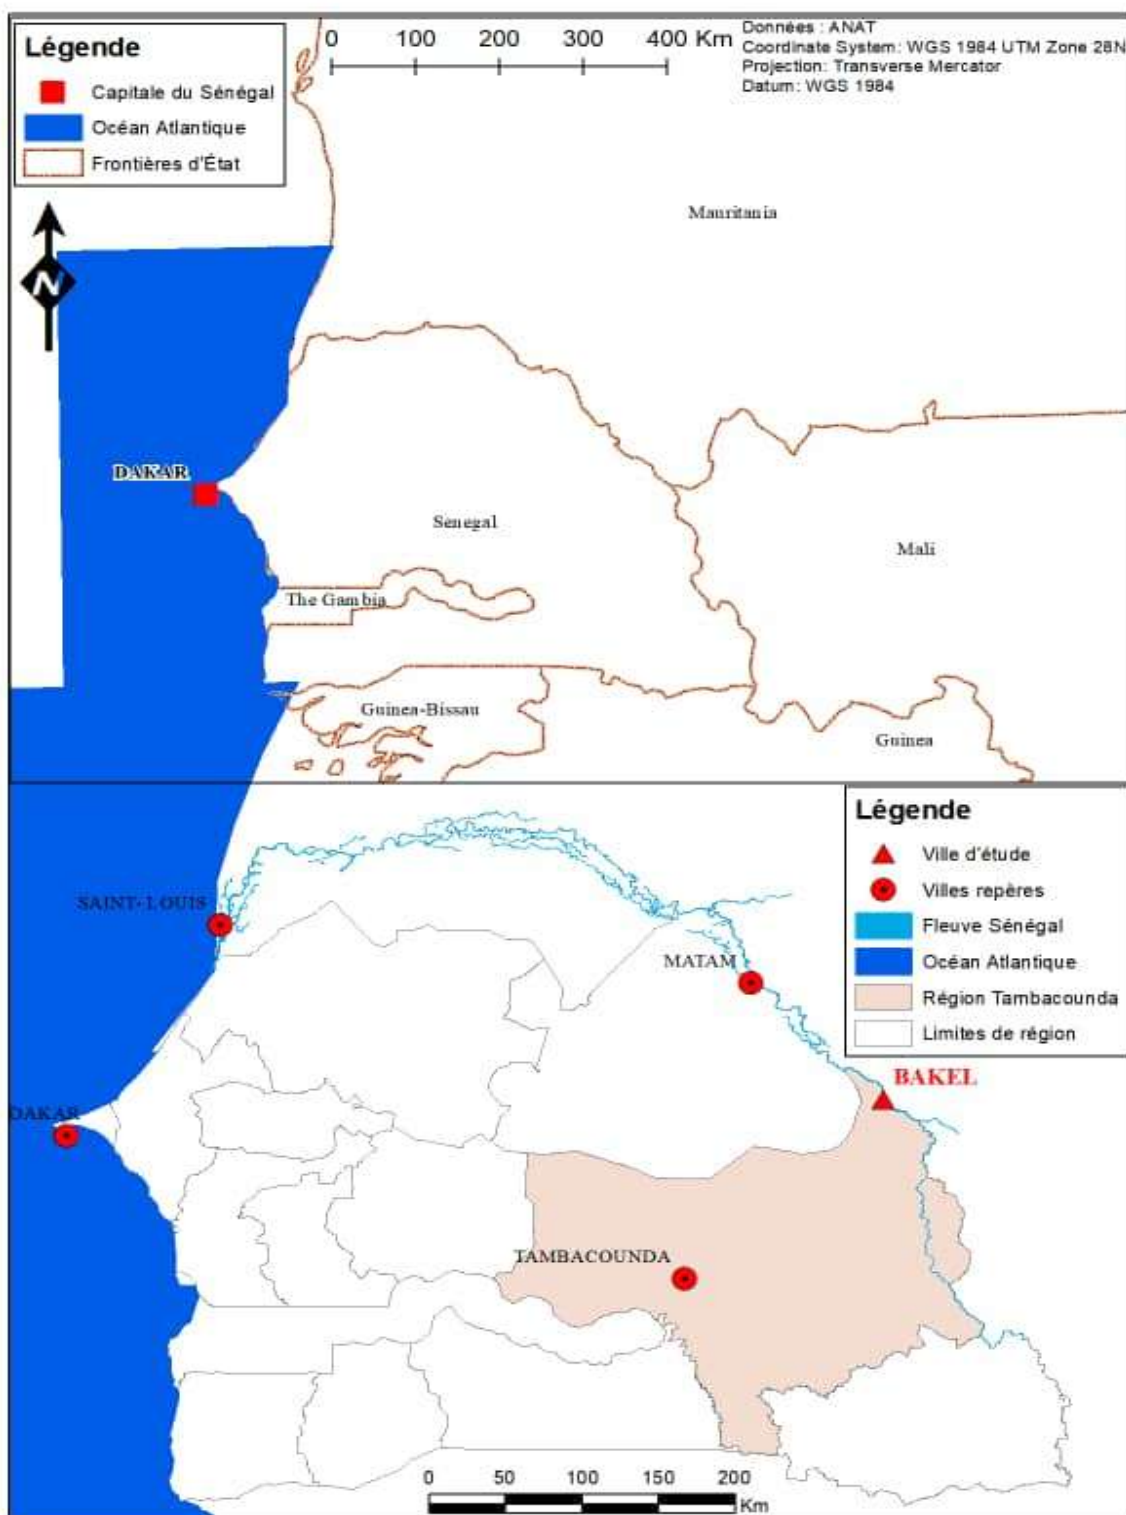 Légende
Capitale du Sénégal
Océan Atlantique
Frontières d'État
0 100 200 300 400 Km
Données : ANAT
Coordinate System: WGS 1984 UTM Zone 28N
Projection: Transverse Mercator
Datum: WGS 1984
N
Mauritania
DAKAR
Senegal
Mali
The Gambia
Guinea-Bissau
Guinea
Légende
Ville d'étude
Villes repères
Fleuve Sénégal
Océan Atlantique
Région Tambacounda
Limites de région
SAINT-LOUIS
MATAM
BAKEL
DAKAR
TAMBACOUNDA
0 50 100 150 200
Km